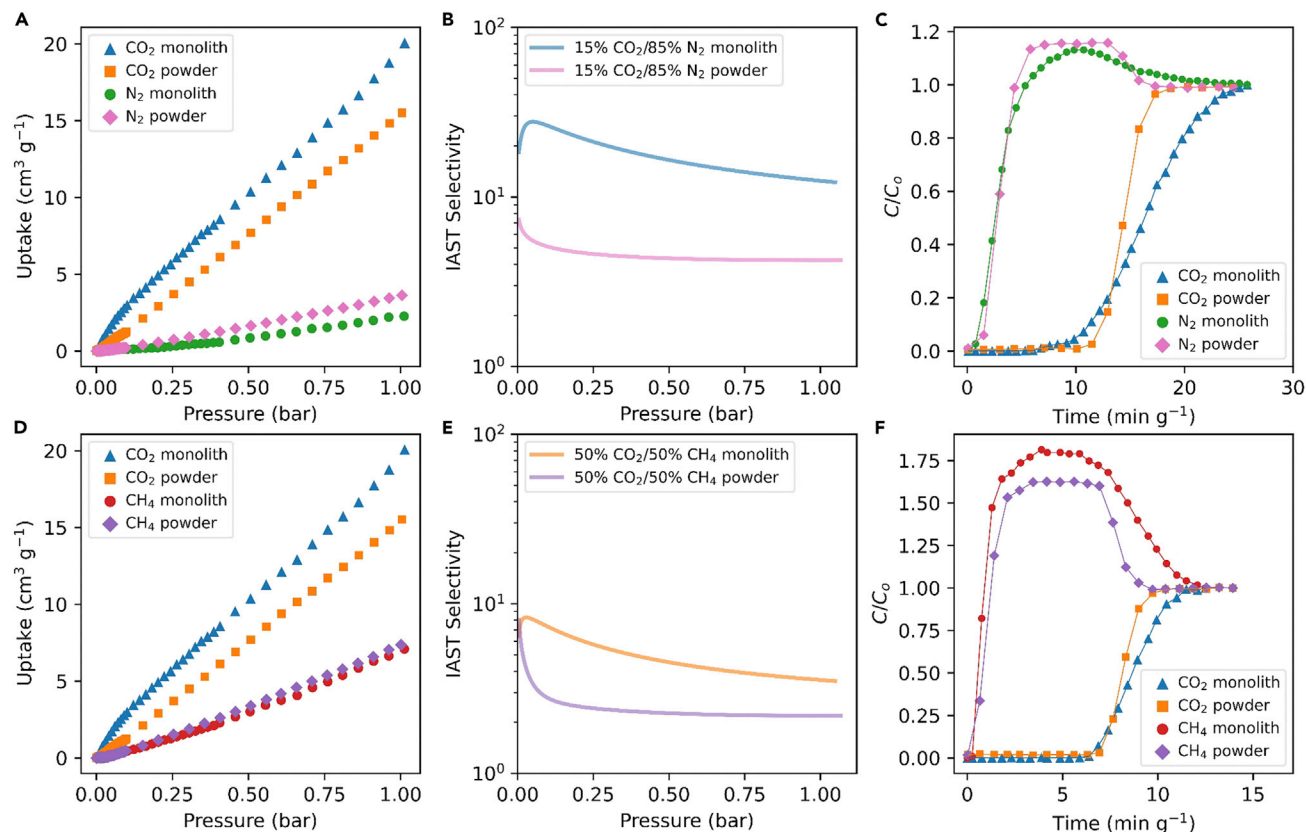 A
Uptake (cm³ g⁻¹)
20
15
10
5
0
CO₂ monolith
CO₂ powder
N₂ monolith
N₂ powder
0.00 0.25 0.50 0.75 1.00
Pressure (bar)
B
IAST Selectivity
10²
10¹
10⁰
15% CO₂/85% N₂ monolith
15% CO₂/85% N₂ powder
0.00 0.25 0.50 0.75 1.00
Pressure (bar)
C
C/Cₒ
1.2
1.0
0.8
0.6
0.4
0.2
0.0
CO₂ monolith
CO₂ powder
N₂ monolith
N₂ powder
0 10 20 30
Time (min g⁻¹)
D
Uptake (cm³ g⁻¹)
20
15
10
5
0
CO₂ monolith
CO₂ powder
CH₄ monolith
CH₄ powder
0.00 0.25 0.50 0.75 1.00
Pressure (bar)
E
IAST Selectivity
10²
10¹
10⁰
50% CO₂/50% CH₄ monolith
50% CO₂/50% CH₄ powder
0.00 0.25 0.50 0.75 1.00
Pressure (bar)
F
C/Cₒ
1.75
1.50
1.25
1.00
0.75
0.50
0.25
0.00
CO₂ monolith
CO₂ powder
CH₄ monolith
CH₄ powder
0 5 10 15
Time (min g⁻¹)